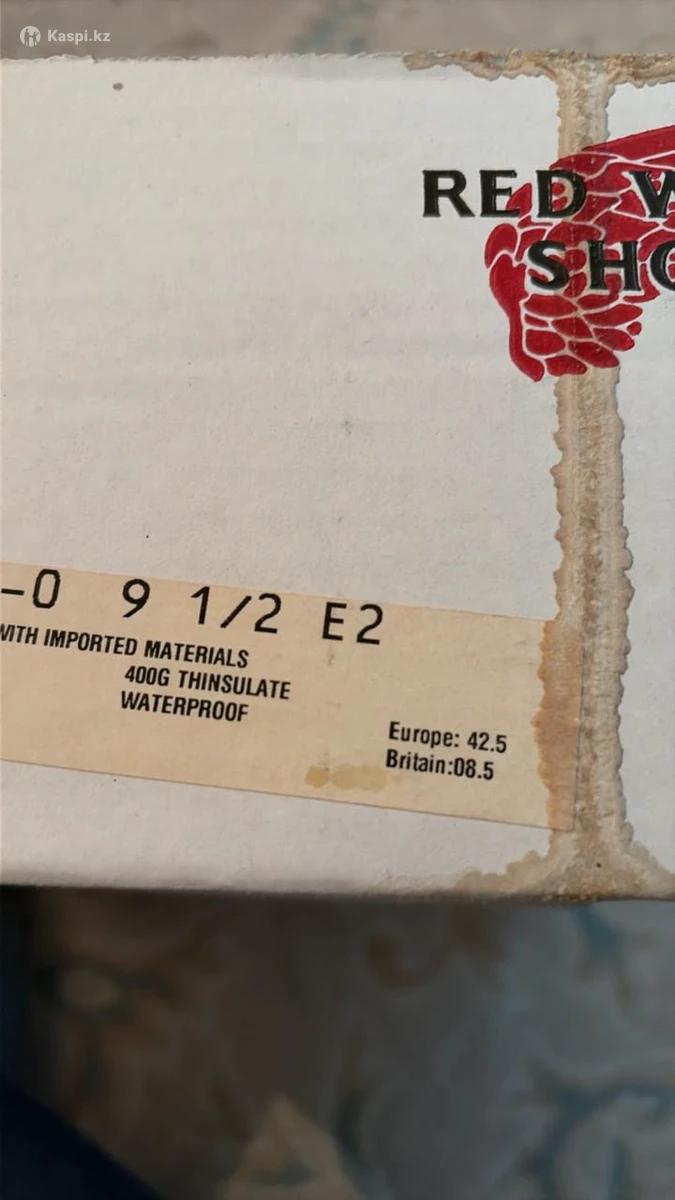 Kaspi.kz
RED W
SHO
-0 9 1/2 E2
WITH IMPORTED MATERIALS
400G THINSULATE
WATERPROOF
Europe: 42.5
Britain:08.5